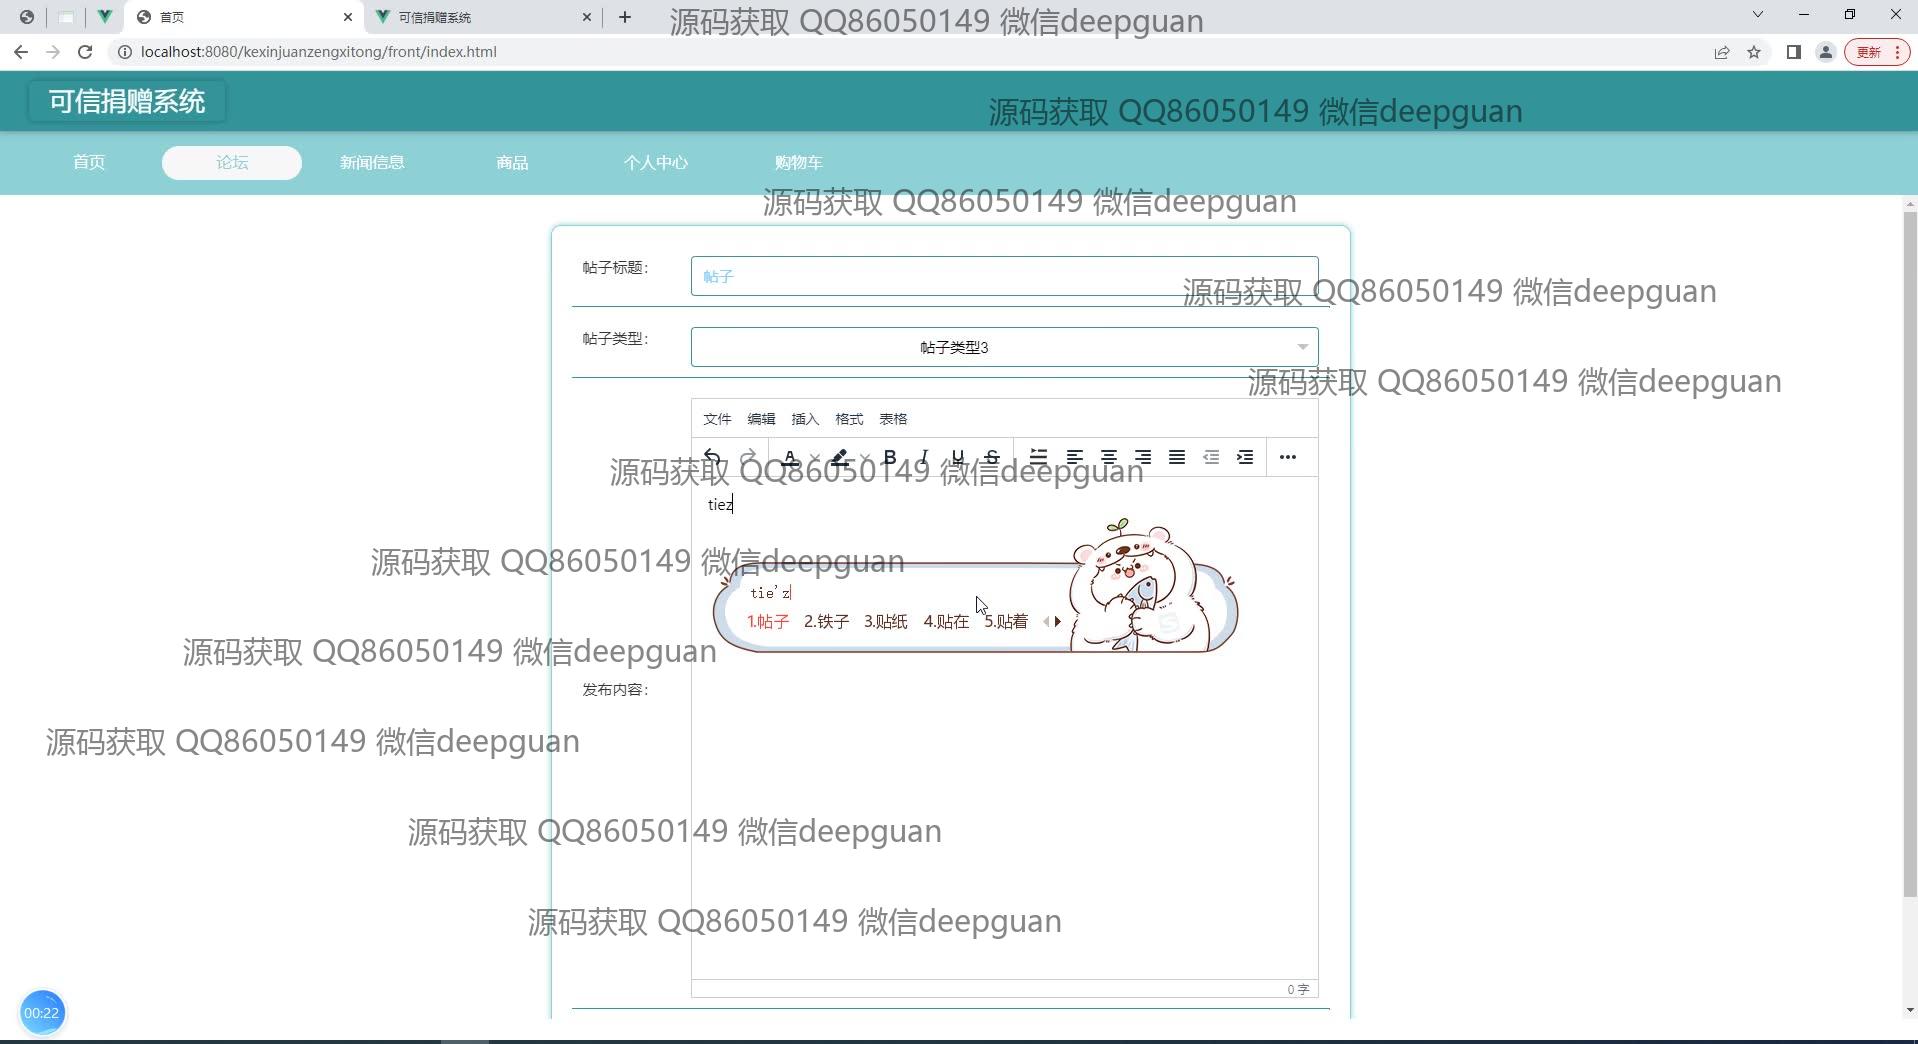 首页
可信捐赠系统
源码获取 QQ86050149 微信deepguan
localhost:8080/kexinjuanzengxitong/front/index.html
更新
可信捐赠系统
源码获取 QQ86050149 微信deepguan
首页 论坛 新闻信息 商品 个人中心 购物车
源码获取 QQ86050149 微信deepguan
帖子标题：
帖子
源码获取 QQ86050149 微信deepguan
帖子类型：
帖子类型3
源码获取 QQ86050149 微信deepguan
文件 编辑 插入 格式 表格
A B I U S
源码获取 QQ86050149 微信deepguan
tiez
源码获取 QQ86050149 微信deepguan
tie'z
1.帖子 2.铁子 3.贴纸 4.贴在 5.贴着
源码获取 QQ86050149 微信deepguan
发布内容：
源码获取 QQ86050149 微信deepguan
源码获取 QQ86050149 微信deepguan
源码获取 QQ86050149 微信deepguan
0 字
00:22